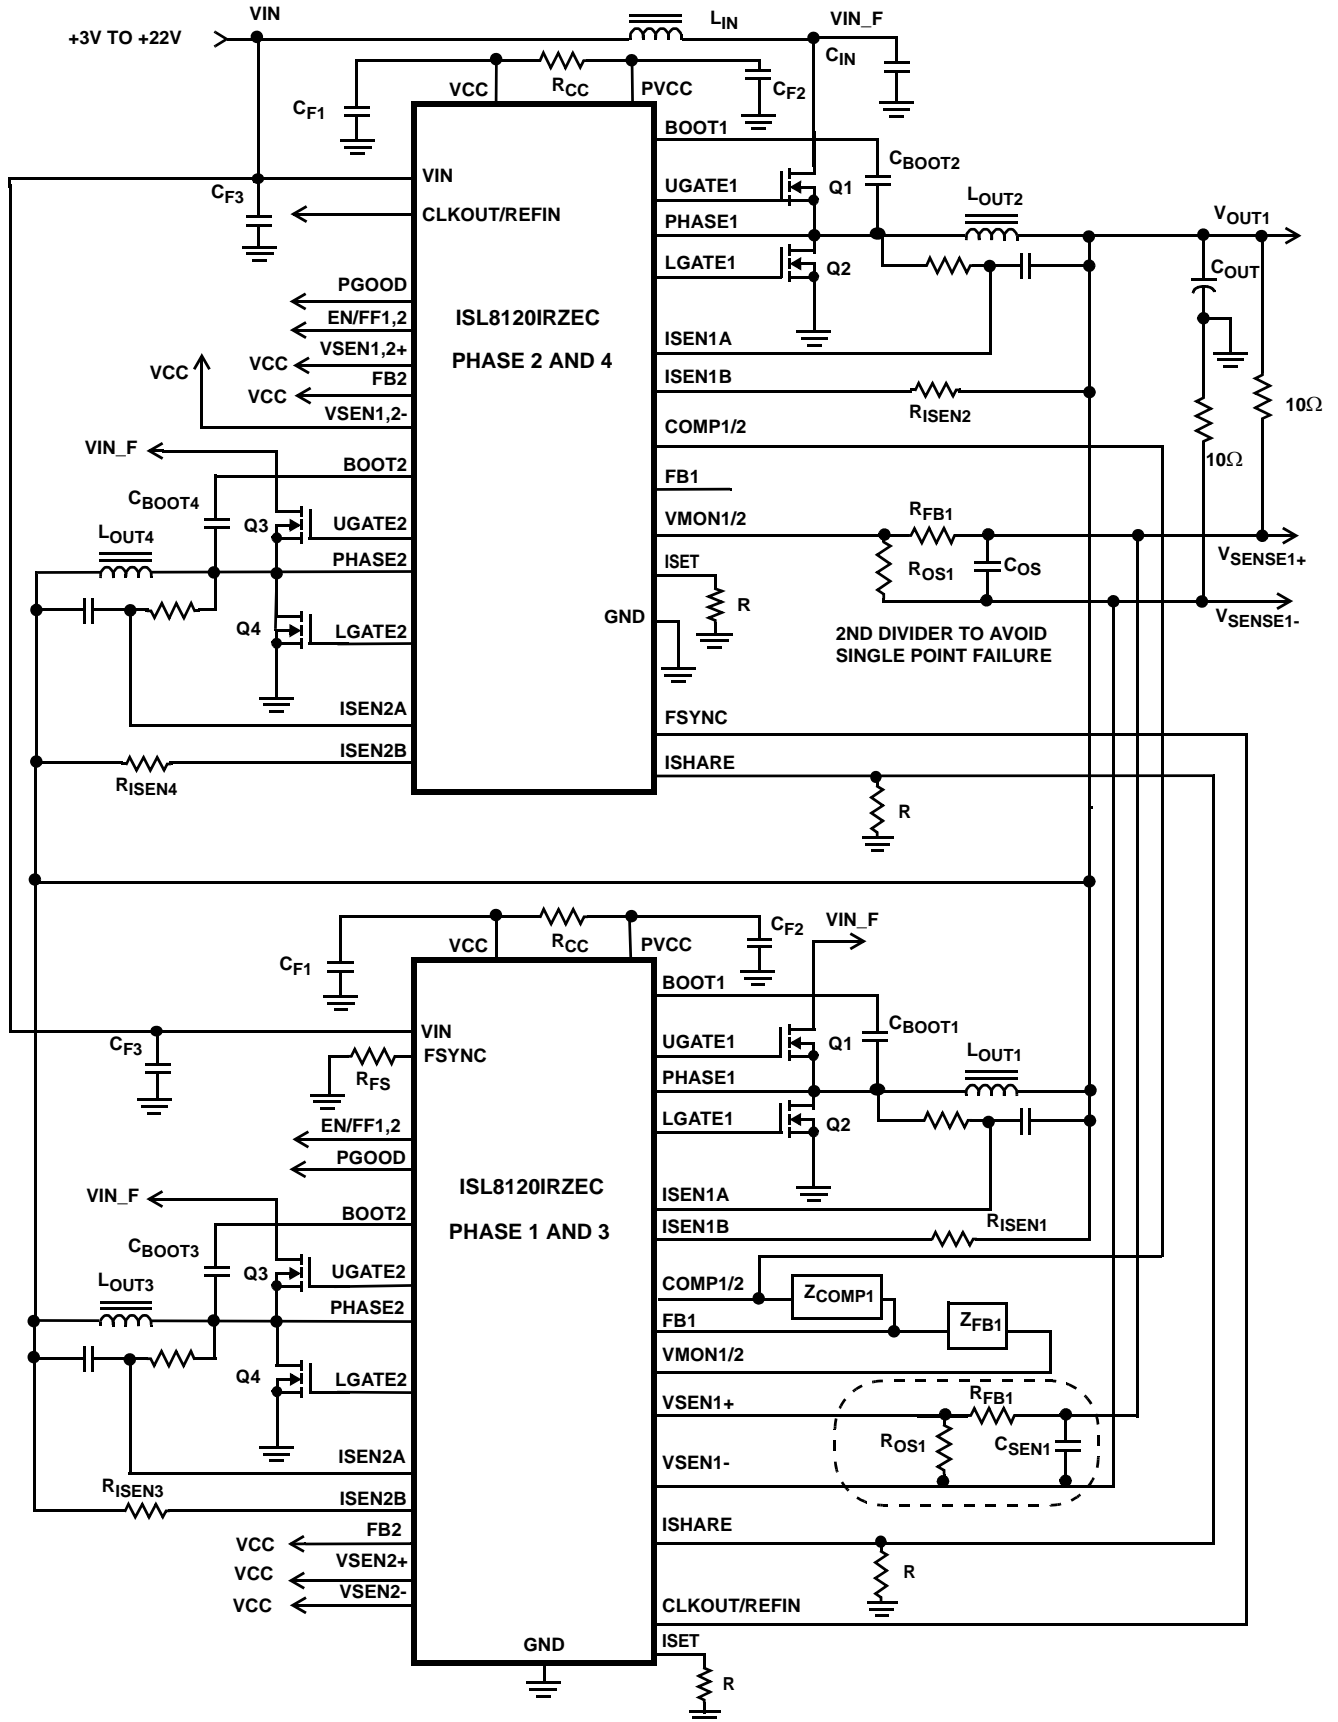 VIN
LIN
VIN_F
+3V TO +22V
CIN
VCC
RCC
PVCC
CF1
CF2
BOOT1
CBOOT2
VIN
CF3
UGATE1
Q1
LOUT2
CLKOUT/REFIN
VOUT1
PHASE1
LGATE1
Q2
COUT
PGOOD
ISL8120IRZEC
EN/FF1,2
PHASE 2 AND 4
ISEN1A
VCC
VCC
VSEN1,2+
FB2
ISEN1B
VCC
RISEN2
10Ω
VSEN1,2-
COMP1/2
VIN_F
10Ω
BOOT2
FB1
CBOOT4
RFB1
Q3
UGATE2
VMON1/2
LOUT4
PHASE2
ISET
ROS1
COS
VSENSE1+
R
GND
VSENSE1-
Q4
LGATE2
2ND DIVIDER TO AVOID
SINGLE POINT FAILURE
ISEN2A
FSYNC
ISEN2B
ISHARE
RISEN4
R
VCC
RCC
PVCC
CF1
CF2
VIN_F
BOOT1
CBOOT1
VIN
CF3
UGATE1
Q1
LOUT1
FSYNC
RFS
PHASE1
LGATE1
Q2
EN/FF1,2
PGOOD
ISL8120IRZEC
VIN_F
ISEN1A
BOOT2
PHASE 1 AND 3
ISEN1B
RISEN1
CBOOT3
Q3
UGATE2
COMP1/2
ZCOMP1
LOUT3
PHASE2
FB1
ZFB1
VMON1/2
Q4
LGATE2
VSEN1+
RFB1
ROS1
CSEN1
ISEN2A
VSEN1-
RISEN3
ISEN2B
ISHARE
FB2
VCC
VSEN2+
R
VCC
VSEN2-
VCC
CLKOUT/REFIN
GND
ISET
R